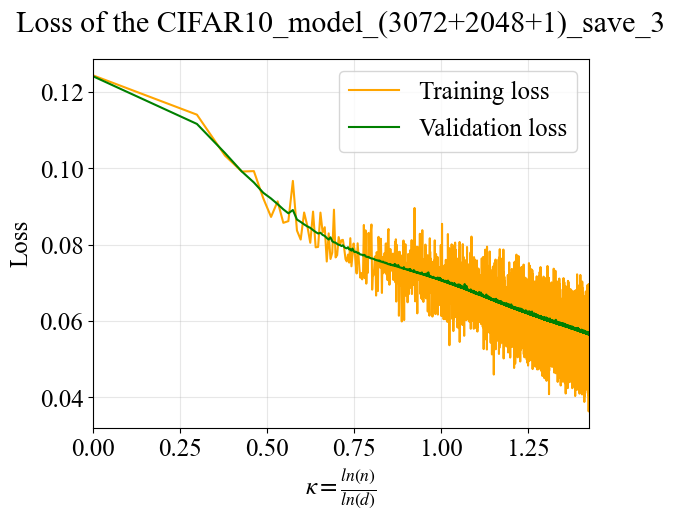 Loss of the CIFAR10_model_(3072+2048+1)_save_3
Training loss
Validation loss
Loss
0.12
0.10
0.08
0.06
0.04
0.00 0.25 0.50 0.75 1.00 1.25
κ = ln(n)/ln(d)